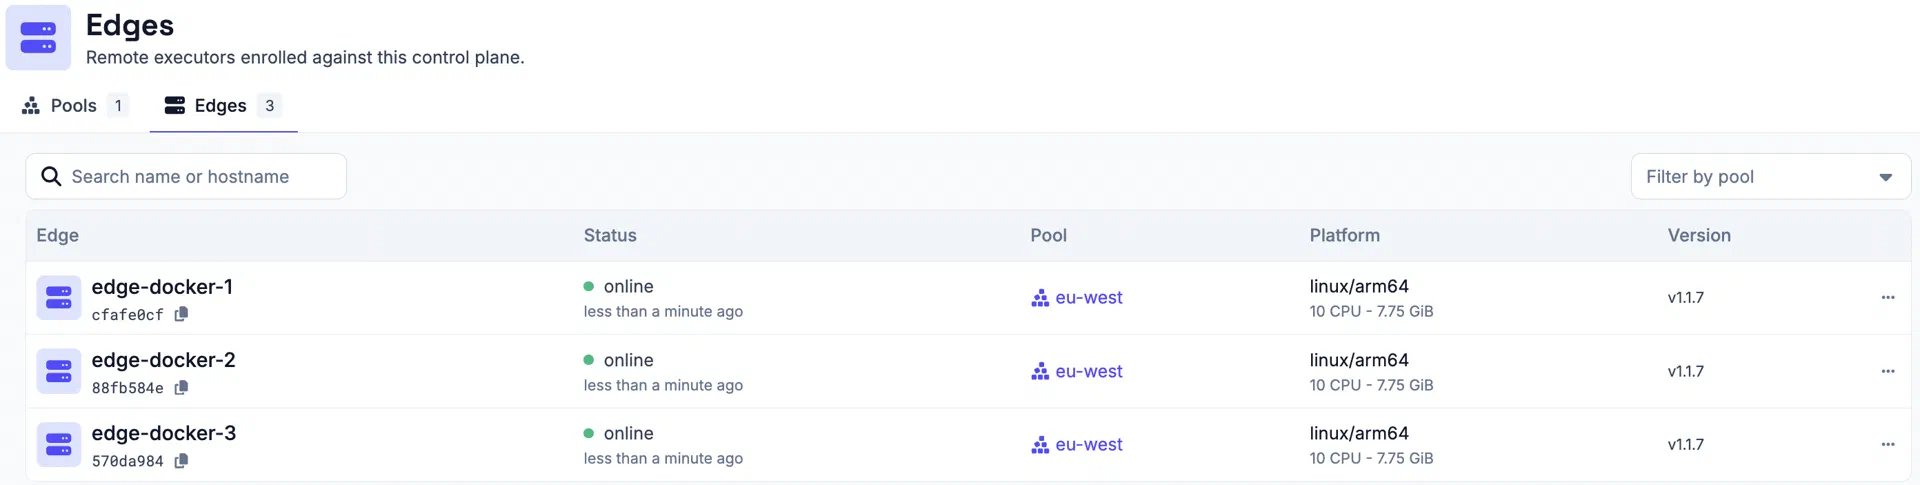 Edges
Remote executors enrolled against this control plane.
Pools 1 Edges 3
Search name or hostname Filter by pool
Edge Status Pool Platform Version
edge-docker-1 online eu-west linux/arm64 v1.1.7
cfafe0cf less than a minute ago 10 CPU - 7.75 GiB
edge-docker-2 online eu-west linux/arm64 v1.1.7
88fb584e less than a minute ago 10 CPU - 7.75 GiB
edge-docker-3 online eu-west linux/arm64 v1.1.7
570da984 less than a minute ago 10 CPU - 7.75 GiB